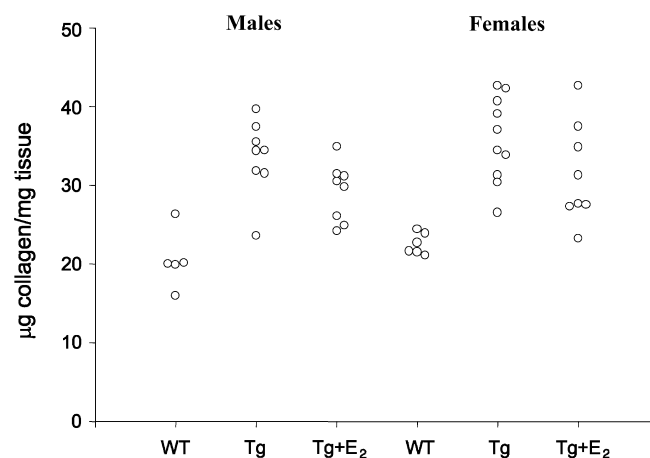 Males Females
µg collagen/mg tissue
50
40
30
20
10
0
WT Tg Tg+E₂ WT Tg Tg+E₂